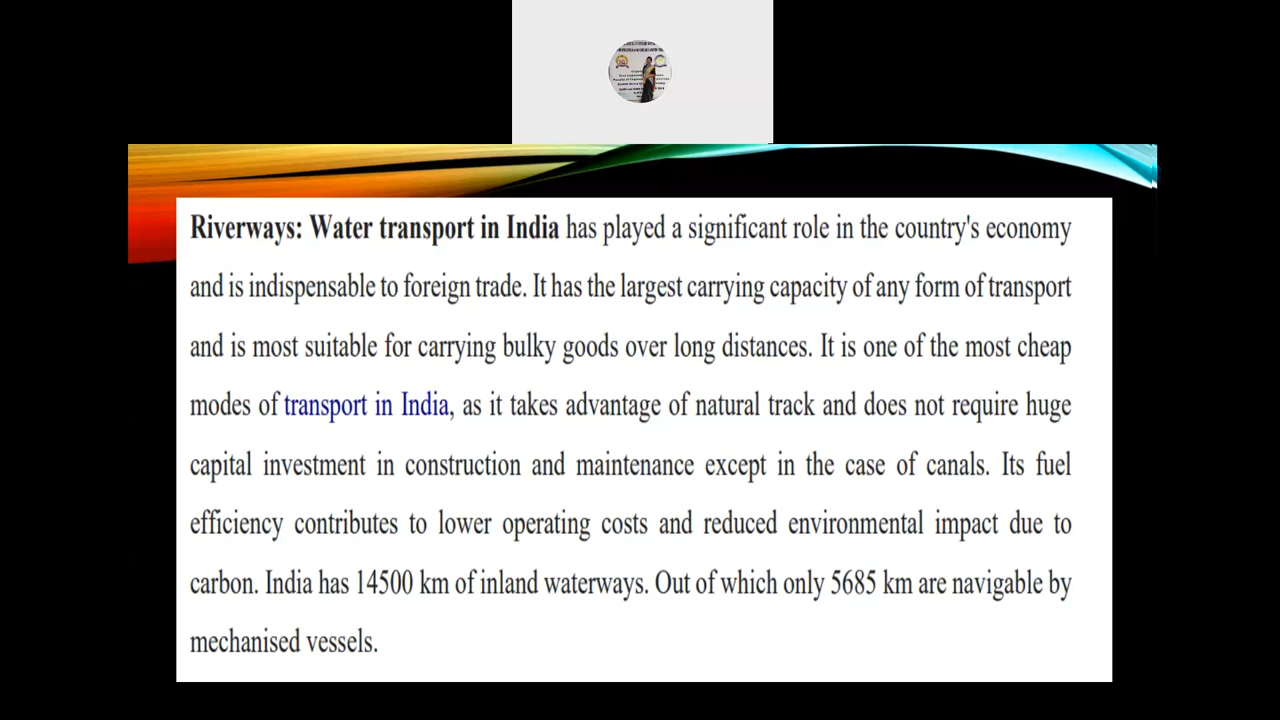 Riverways: Water transport in India has played a significant role in the country's economy
and is indispensable to foreign trade. It has the largest carrying capacity of any form of transport
and is most suitable for carrying bulky goods over long distances. It is one of the most cheap
modes of transport in India, as it takes advantage of natural track and does not require huge
capital investment in construction and maintenance except in the case of canals. Its fuel
efficiency contributes to lower operating costs and reduced environmental impact due to
carbon. India has 14500 km of inland waterways. Out of which only 5685 km are navigable by
mechanised vessels.